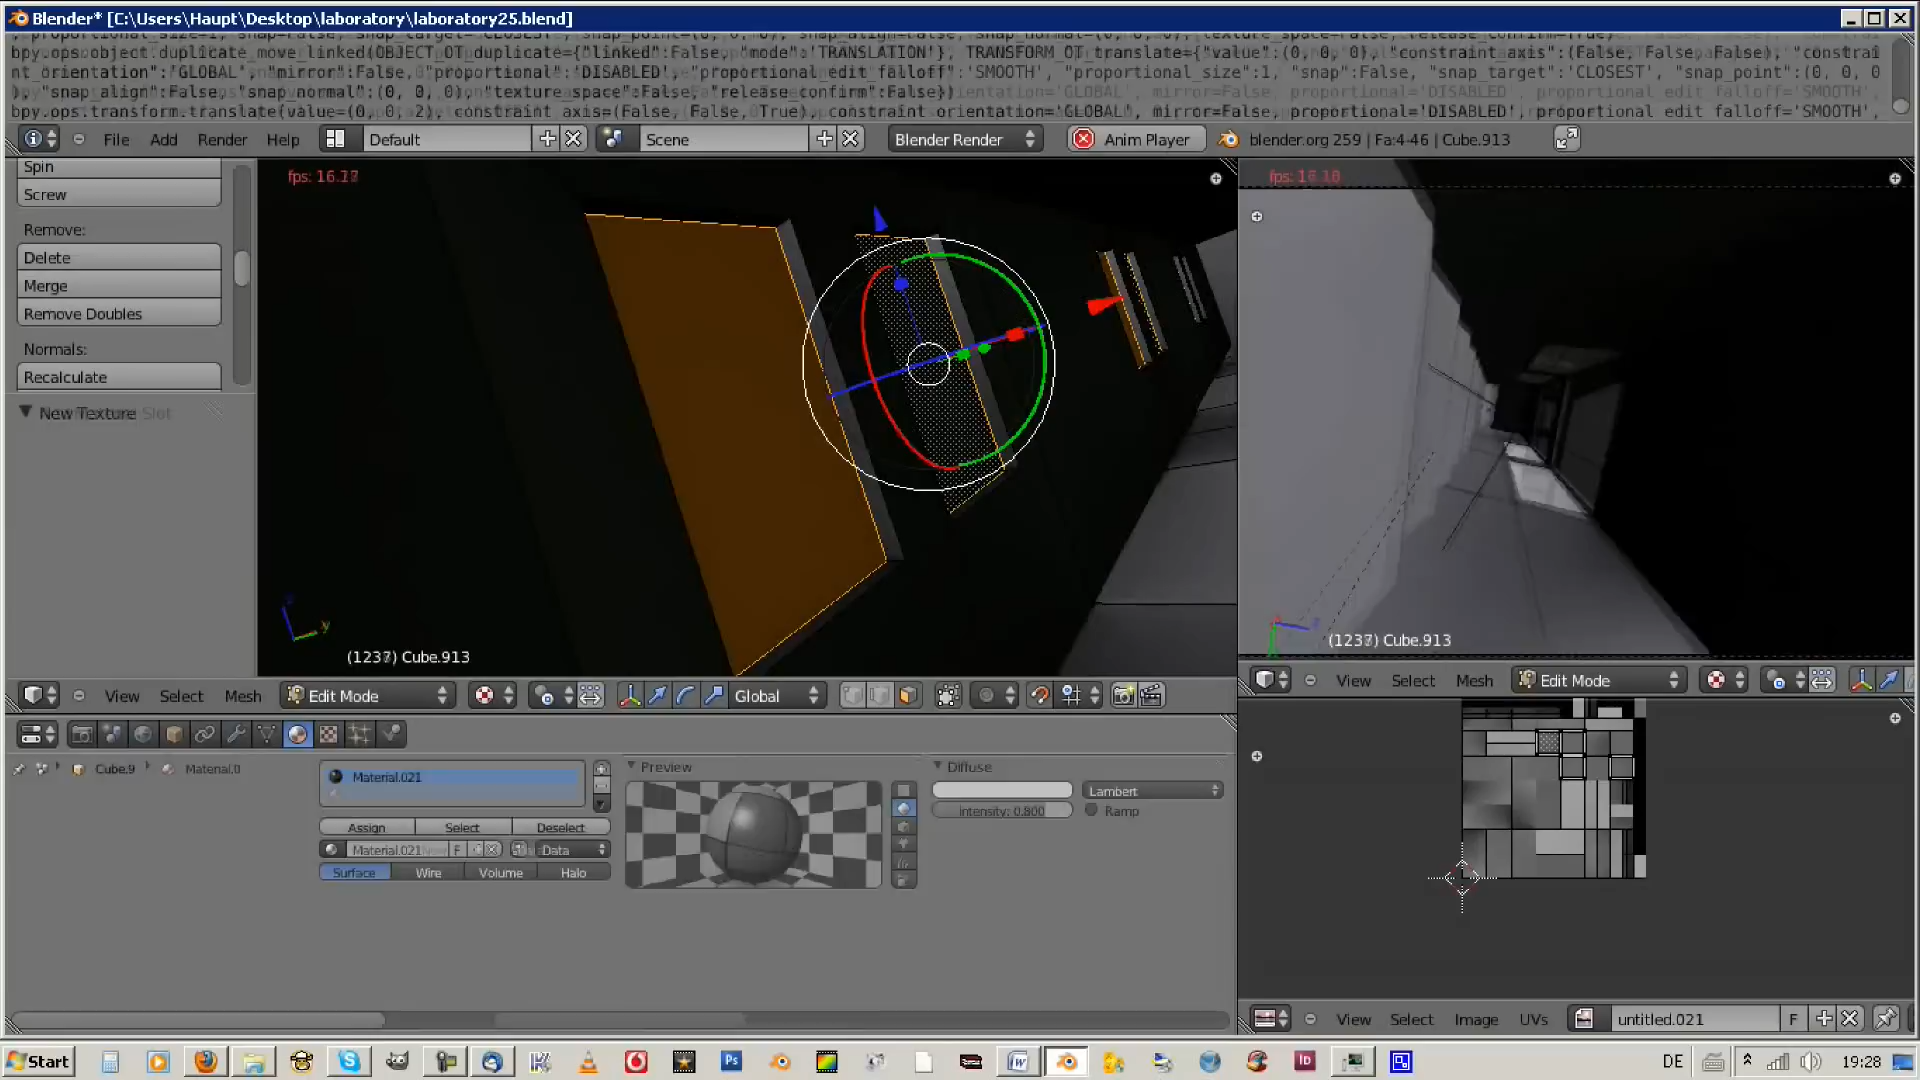 Blender* [C:\Users\Haupt\Desktop\laboratory\laboratory25.blend]
bpy.ops.object.duplicate_move_linked(OBJECT_OT_duplicate={"linked":False, "mode":'TRANSLATION'}, TRANSFORM_OT_translate={"value":(0, 0, 0), "constraint_axis":(False, False, False), "constrai
nt_orientation":'GLOBAL', "mirror":False, "proportional":'DISABLED', "proportional_edit_falloff":'SMOOTH', "proportional_size":1, "snap":False, "snap_target":'CLOSEST', "snap_point":(0, 0, 0
), "snap_align":False, "snap_normal":(0, 0, 0), "texture_space":False, "release_confirm":False})
bpy.ops.transform.translate(value=(0, 0, 2), constraint_axis=(False, False, True), constraint_orientation='GLOBAL', mirror=False, proportional='DISABLED', proportional_edit_falloff='SMOOTH',
File Add Render Help Default Scene Blender Render Anim Player blender.org 259 | Fa:4-46 | Cube.913
Spin
Screw
Remove:
Delete
Merge
Remove Doubles
Normals:
Recalculate
New Texture
(1237) Cube.913
(1237) Cube.913
View Select Mesh Edit Mode Global
View Select Mesh Edit Mode
Cube.9
Material.0
Material.021
Assign Select Deselect
Material.021 F Data
Surface Wire Volume Halo
Preview
Diffuse
Lambert
Intensity: 0.800
Ramp
View Select Image UVs untitled.021 F
Start
DE
19:28